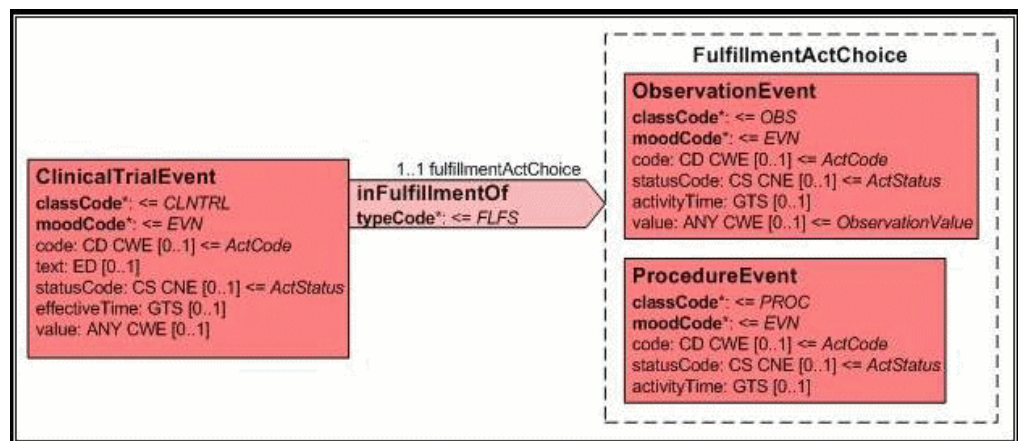 ClinicalTrialEvent
classCode*: <= CLNTRL
moodCode*: <= EVN
code: CD CWE [0..1] <= ActCode
text: ED [0..1]
statusCode: CS CNE [0..1] <= ActStatus
effectiveTime: GTS [0..1]
value: ANY CWE [0..1]
1..1 fulfillmentActChoice
inFulfillmentOf
typeCode*: <= FLFS
FulfillmentActChoice
ObservationEvent
classCode*: <= OBS
moodCode*: <= EVN
code: CD CWE [0..1] <= ActCode
statusCode: CS CNE [0..1] <= ActStatus
activityTime: GTS [0..1]
value: ANY CWE [0..1] <= ObservationValue
ProcedureEvent
classCode*: <= PROC
moodCode*: <= EVN
code: CD CWE [0..1] <= ActCode
statusCode: CS CNE [0..1] <= ActStatus
activityTime: GTS [0..1]